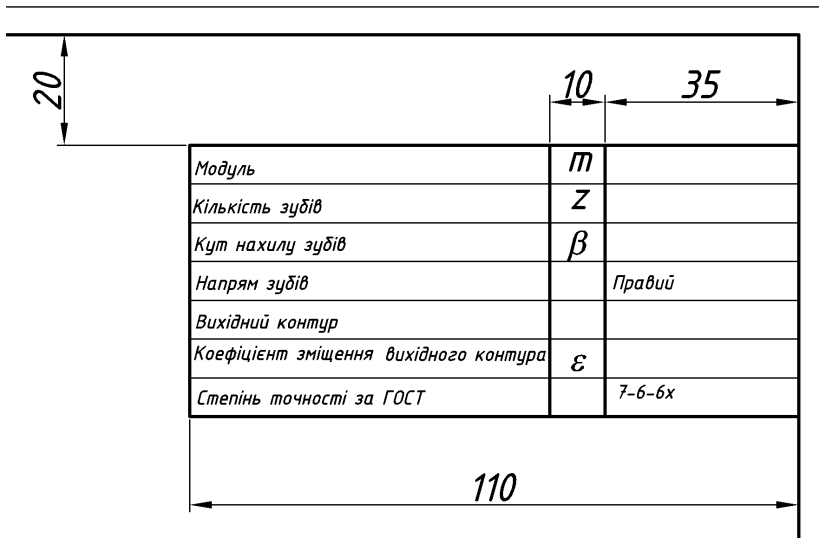 20
10 35
Модуль m
Кількість зубів z
Кут нахилу зубів β
Напрям зубів Правий
Вихідний контур
Коефіцієнт зміщення вихідного контура ε
Степінь точності за ГОСТ 7-6-6х
110